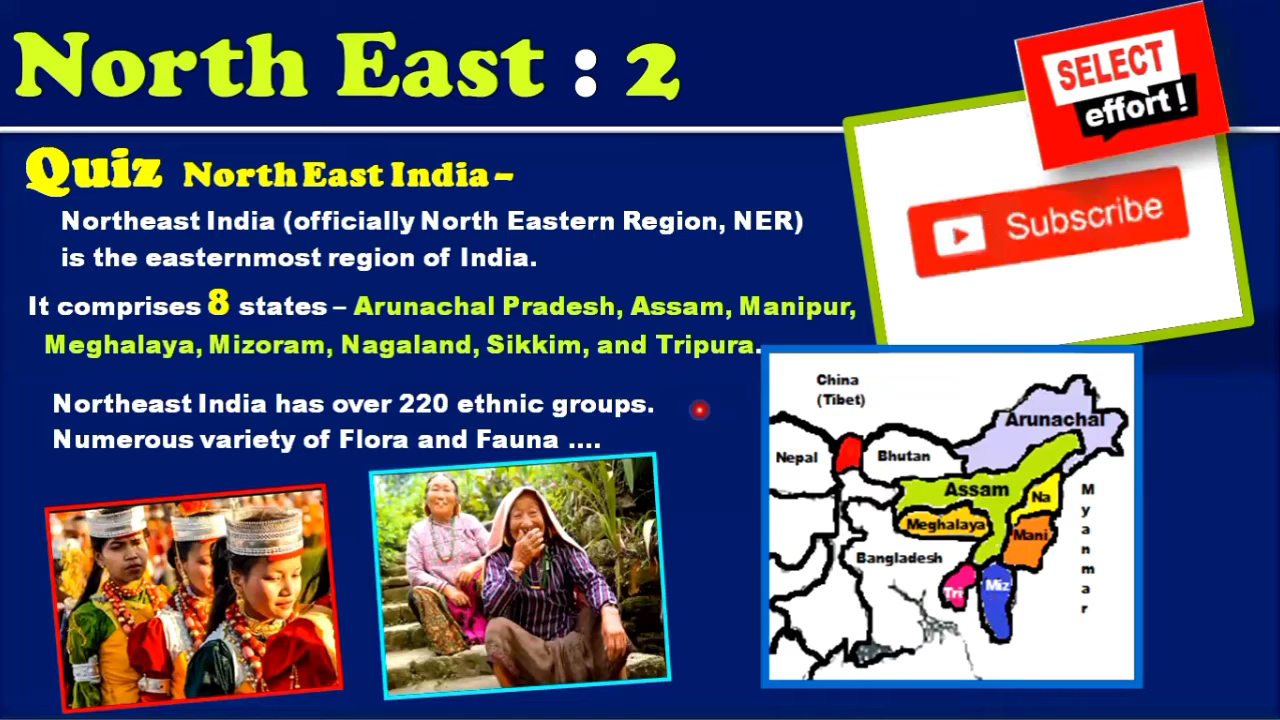 North East : 2
SELECT
effort !
Subscribe
Quiz North East India –
Northeast India (officially North Eastern Region, NER)
is the easternmost region of India.
It comprises 8 states – Arunachal Pradesh, Assam, Manipur,
Meghalaya, Mizoram, Nagaland, Sikkim, and Tripura.
Northeast India has over 220 ethnic groups.
Numerous variety of Flora and Fauna ....
China
(Tibet)
Arunachal
Nepal
Bhutan
Assam
Na
Meghalaya
Mani
Bangladesh
Tri
Miz
Myanmar